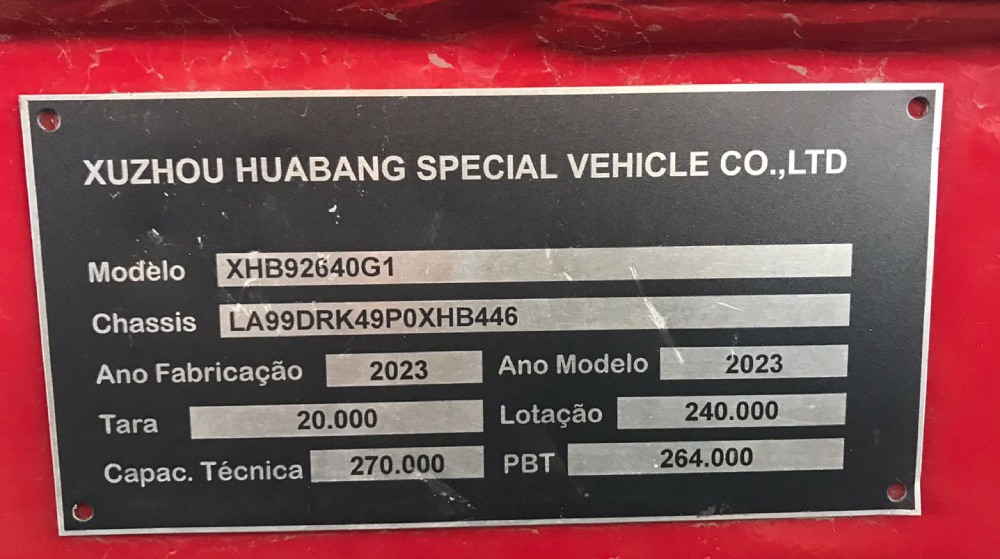 XUZHOU HUABANG SPECIAL VEHICLE CO.,LTD
Modelo XHB92640G1
Chassis LA99DRK49P0XHB446
Ano Fabricação 2023 Ano Modelo 2023
Tara 20.000 Lotação 240.000
Capac. Técnica 270.000 PBT 264.000